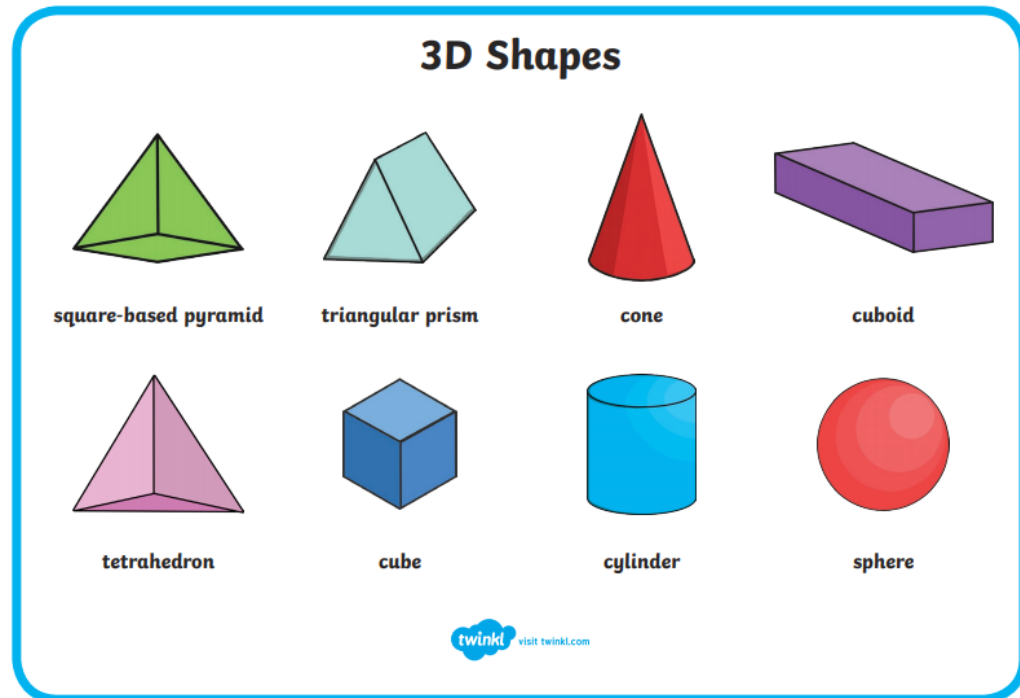 3D Shapes
square-based pyramid triangular prism cone cuboid
tetrahedron cube cylinder sphere
twinkl visit twinkl.com